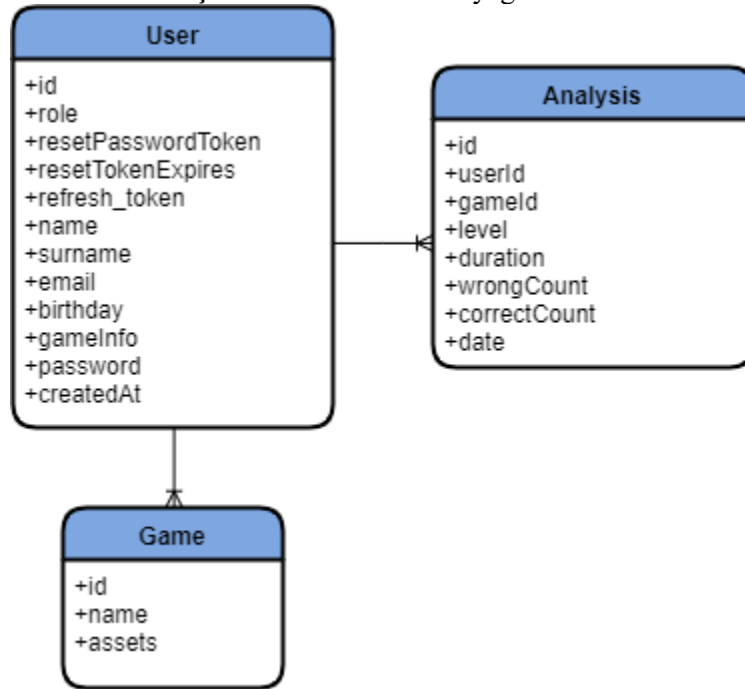 User
+id
+role
+resetPasswordToken
+resetTokenExpires
+refresh_token
+name
+surname
+email
+birthday
+gameInfo
+password
+createdAt
Analysis
+id
+userId
+gameId
+level
+duration
+wrongCount
+correctCount
+date
Game
+id
+name
+assets